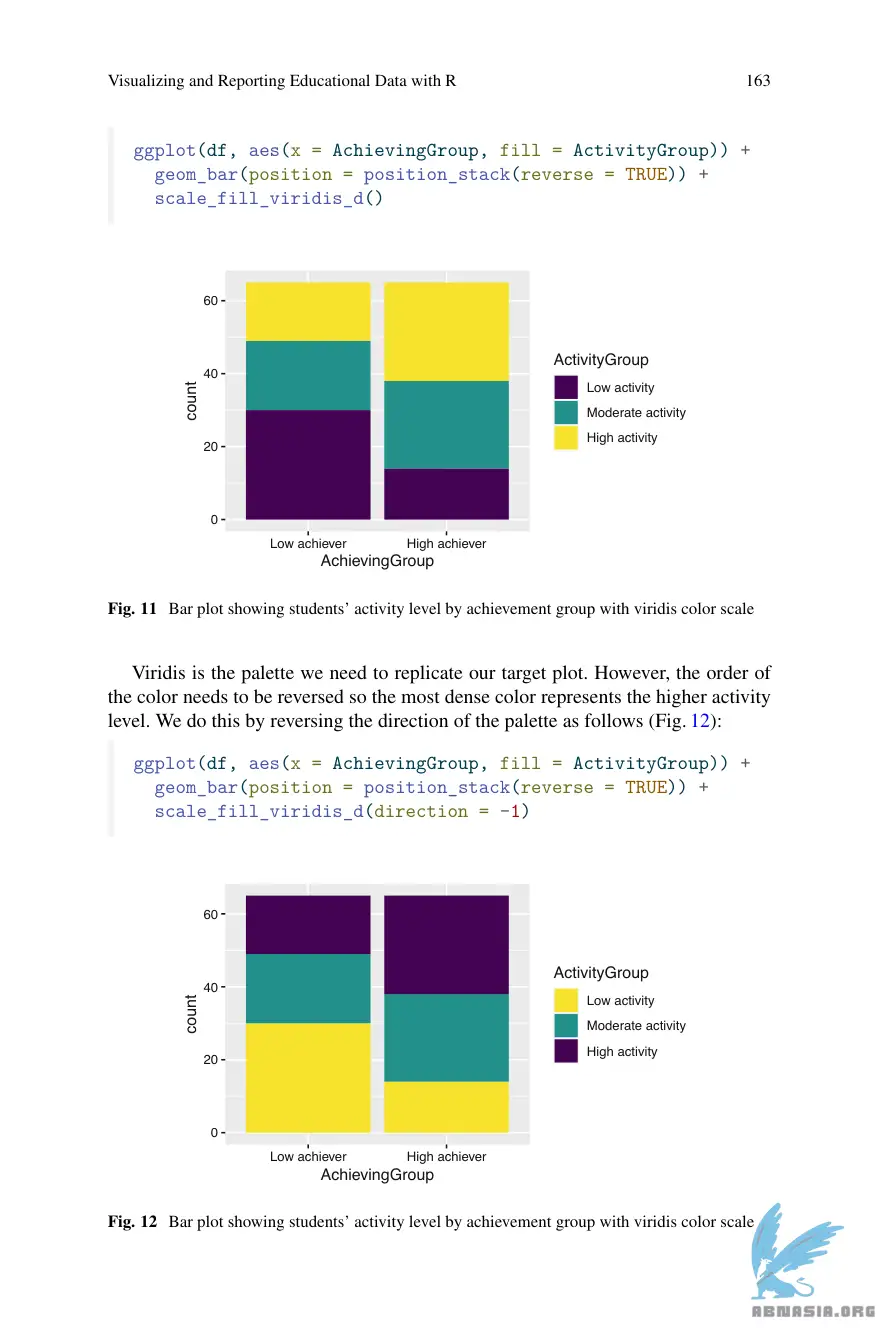 Visualizing and Reporting Educational Data with R 163
ggplot(df, aes(x = AchievingGroup, fill = ActivityGroup)) +
geom_bar(position = position_stack(reverse = TRUE)) +
scale_fill_viridis_d()
60
40
20
0
count
Low achiever High achiever
AchievingGroup
ActivityGroup
Low activity
Moderate activity
High activity
Fig. 11 Bar plot showing students’ activity level by achievement group with viridis color scale
Viridis is the palette we need to replicate our target plot. However, the order of
the color needs to be reversed so the most dense color represents the higher activity
level. We do this by reversing the direction of the palette as follows (Fig. 12):
ggplot(df, aes(x = AchievingGroup, fill = ActivityGroup)) +
geom_bar(position = position_stack(reverse = TRUE)) +
scale_fill_viridis_d(direction = -1)
60
40
20
0
count
Low achiever High achiever
AchievingGroup
ActivityGroup
Low activity
Moderate activity
High activity
Fig. 12 Bar plot showing students’ activity level by achievement group with viridis color scale
ABNASIA.ORG